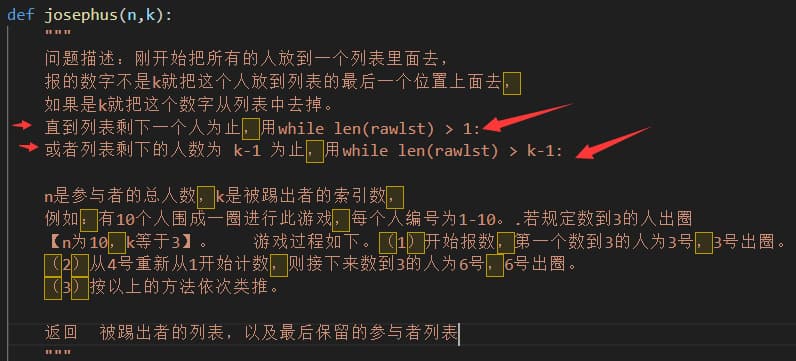 def josephus(n,k):
"""
问题描述：刚开始把所有的人放到一个列表里面去，
报的数字不是k就把这个人放到列表的最后一个位置上面去，
如果是k就把这个数字从列表中去掉。
直到列表剩下一个人为止，用while len(rawlst) > 1:
或者列表剩下的人数为 k-1 为止，用while len(rawlst) > k-1:
n是参与者的总人数，k是被踢出者的索引数，
例如：有10个人围成一圈进行此游戏，每个人编号为1-10。.若规定数到3的人出圈
【n为10，k等于3】。 游戏过程如下。（1）开始报数，第一个数到3的人为3号，3号出圈。
（2）从4号重新从1开始计数，则接下来数到3的人为6号，6号出圈。
（3）按以上的方法依次类推。
返回 被踢出者的列表，以及最后保留的参与者列表
"""